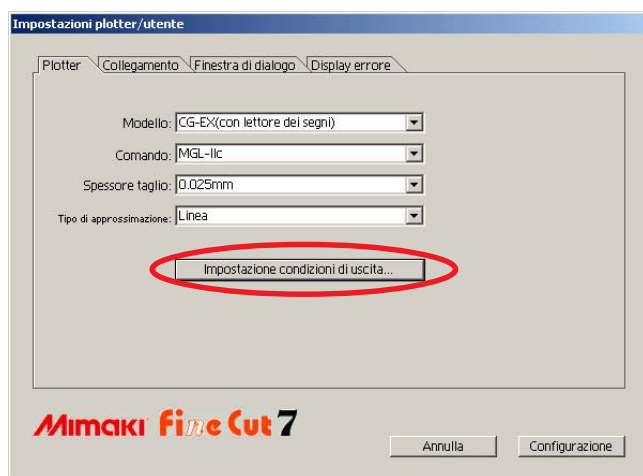 Impostazioni plotter/utente
Plotter Collegamento Finestra di dialogo Display errore
Modello: CG-EX(con lettore dei segni)
Comando: MGL-IIc
Spessore taglio: 0.025mm
Tipo di approssimazione: Linea
Impostazione condizioni di uscita...
Mimaki Fine Cut 7
Annulla Configurazione